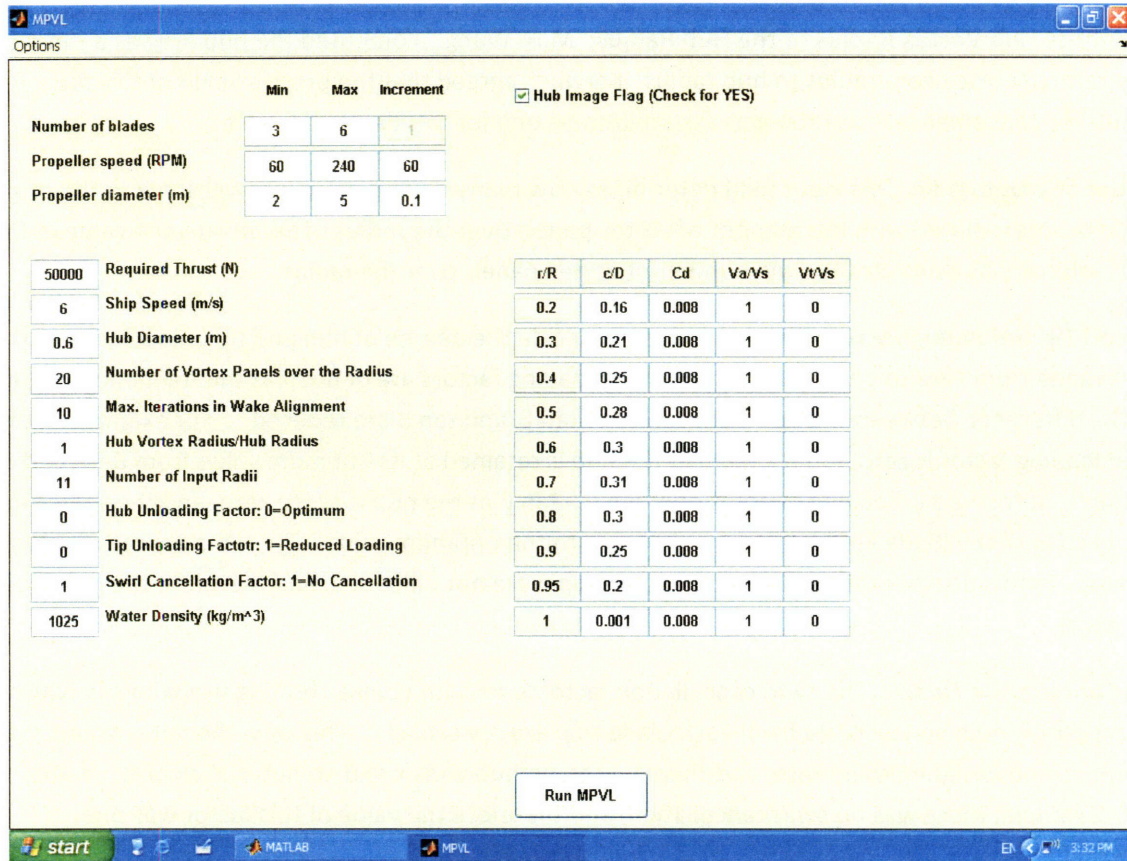 MPVL
Options
Min Max Increment
Hub Image Flag (Check for YES)
Number of blades 3 6 1
Propeller speed (RPM) 60 240 60
Propeller diameter (m) 2 5 0.1
50000 Required Thrust (N)
6 Ship Speed (m/s)
0.6 Hub Diameter (m)
20 Number of Vortex Panels over the Radius
10 Max. Iterations in Wake Alignment
1 Hub Vortex Radius/Hub Radius
11 Number of Input Radii
0 Hub Unloading Factor: 0=Optimum
0 Tip Unloading Factotr: 1=Reduced Loading
1 Swirl Cancellation Factor: 1=No Cancellation
1025 Water Density (kg/m^3)
r/R c/D Cd Va/Vs Vt/Vs
0.2 0.16 0.008 1 0
0.3 0.21 0.008 1 0
0.4 0.25 0.008 1 0
0.5 0.28 0.008 1 0
0.6 0.3 0.008 1 0
0.7 0.31 0.008 1 0
0.8 0.3 0.008 1 0
0.9 0.25 0.008 1 0
0.95 0.2 0.008 1 0
1 0.001 0.008 1 0
Run MPVL
start MATLAB MPVL EN 3:32 PM